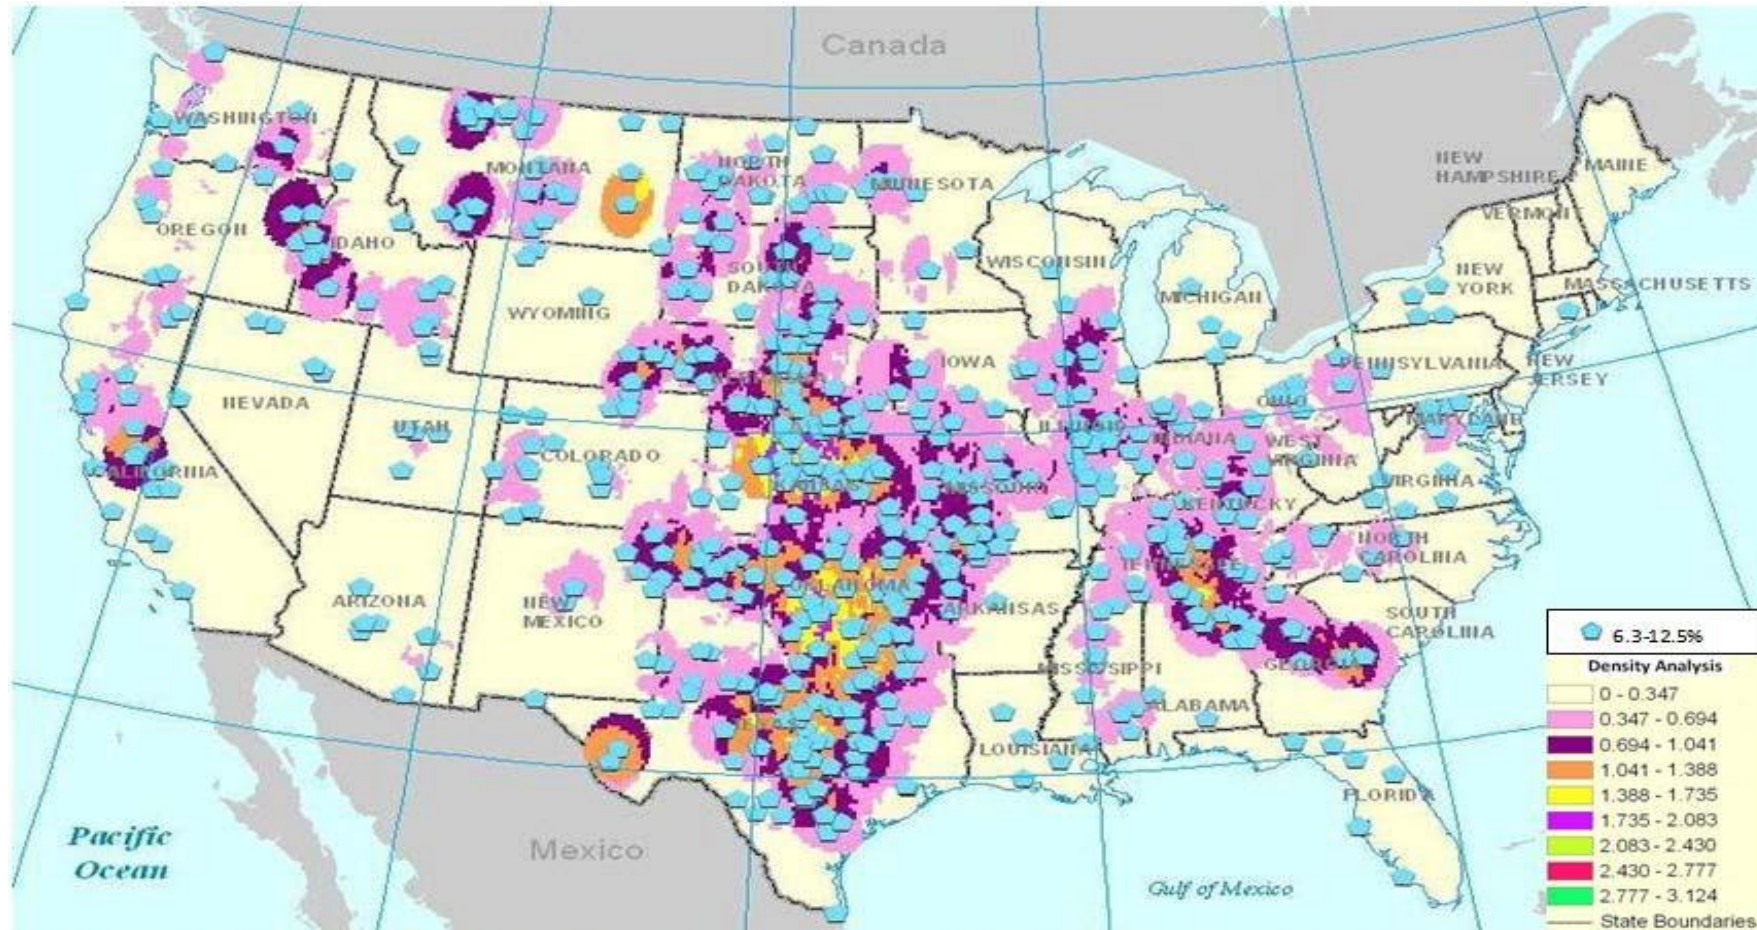 Canada
WASHINGTON
MONTANA
NORTH
DAKOTA
MINNESOTA
NEW
HAMPSHIRE
MAINE
VERMONT
OREGON
IDAHO
SOUTH
DAKOTA
WISCONSIN
MICHIGAN
NEW
YORK
MASSACHUSETTS
WYOMING
IOWA
PENNSYLVANIA
NEW
JERSEY
NEVADA
UTAH
COLORADO
CALIFORNIA
KANSAS
MISSOURI
ILLINOIS
INDIANA
OHIO
WEST
VIRGINIA
MARYLAND
VIRGINIA
KENTUCKY
NORTH
CAROLINA
TENNESSEE
ARIZONA
NEW
MEXICO
OKLAHOMA
ARKANSAS
SOUTH
CAROLINA
MISSISSIPPI
GEORGIA
ALABAMA
TEXAS
LOUISIANA
FLORIDA
Pacific
Ocean
Mexico
Gulf of Mexico
6.3-12.5%
Density Analysis
0 - 0.347
0.347 - 0.694
0.694 - 1.041
1.041 - 1.388
1.388 - 1.735
1.735 - 2.083
2.083 - 2.430
2.430 - 2.777
2.777 - 3.124
State Boundaries